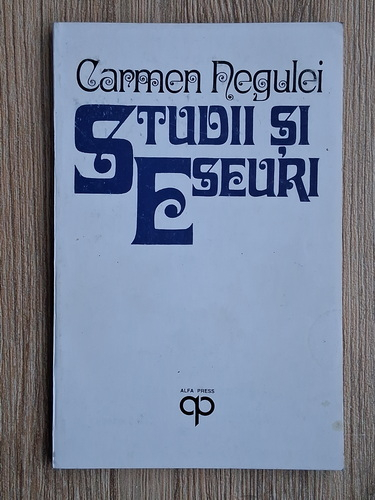 Carmen Negulei
STUDII ȘI
ESEURI
ALFA PRESS
ap